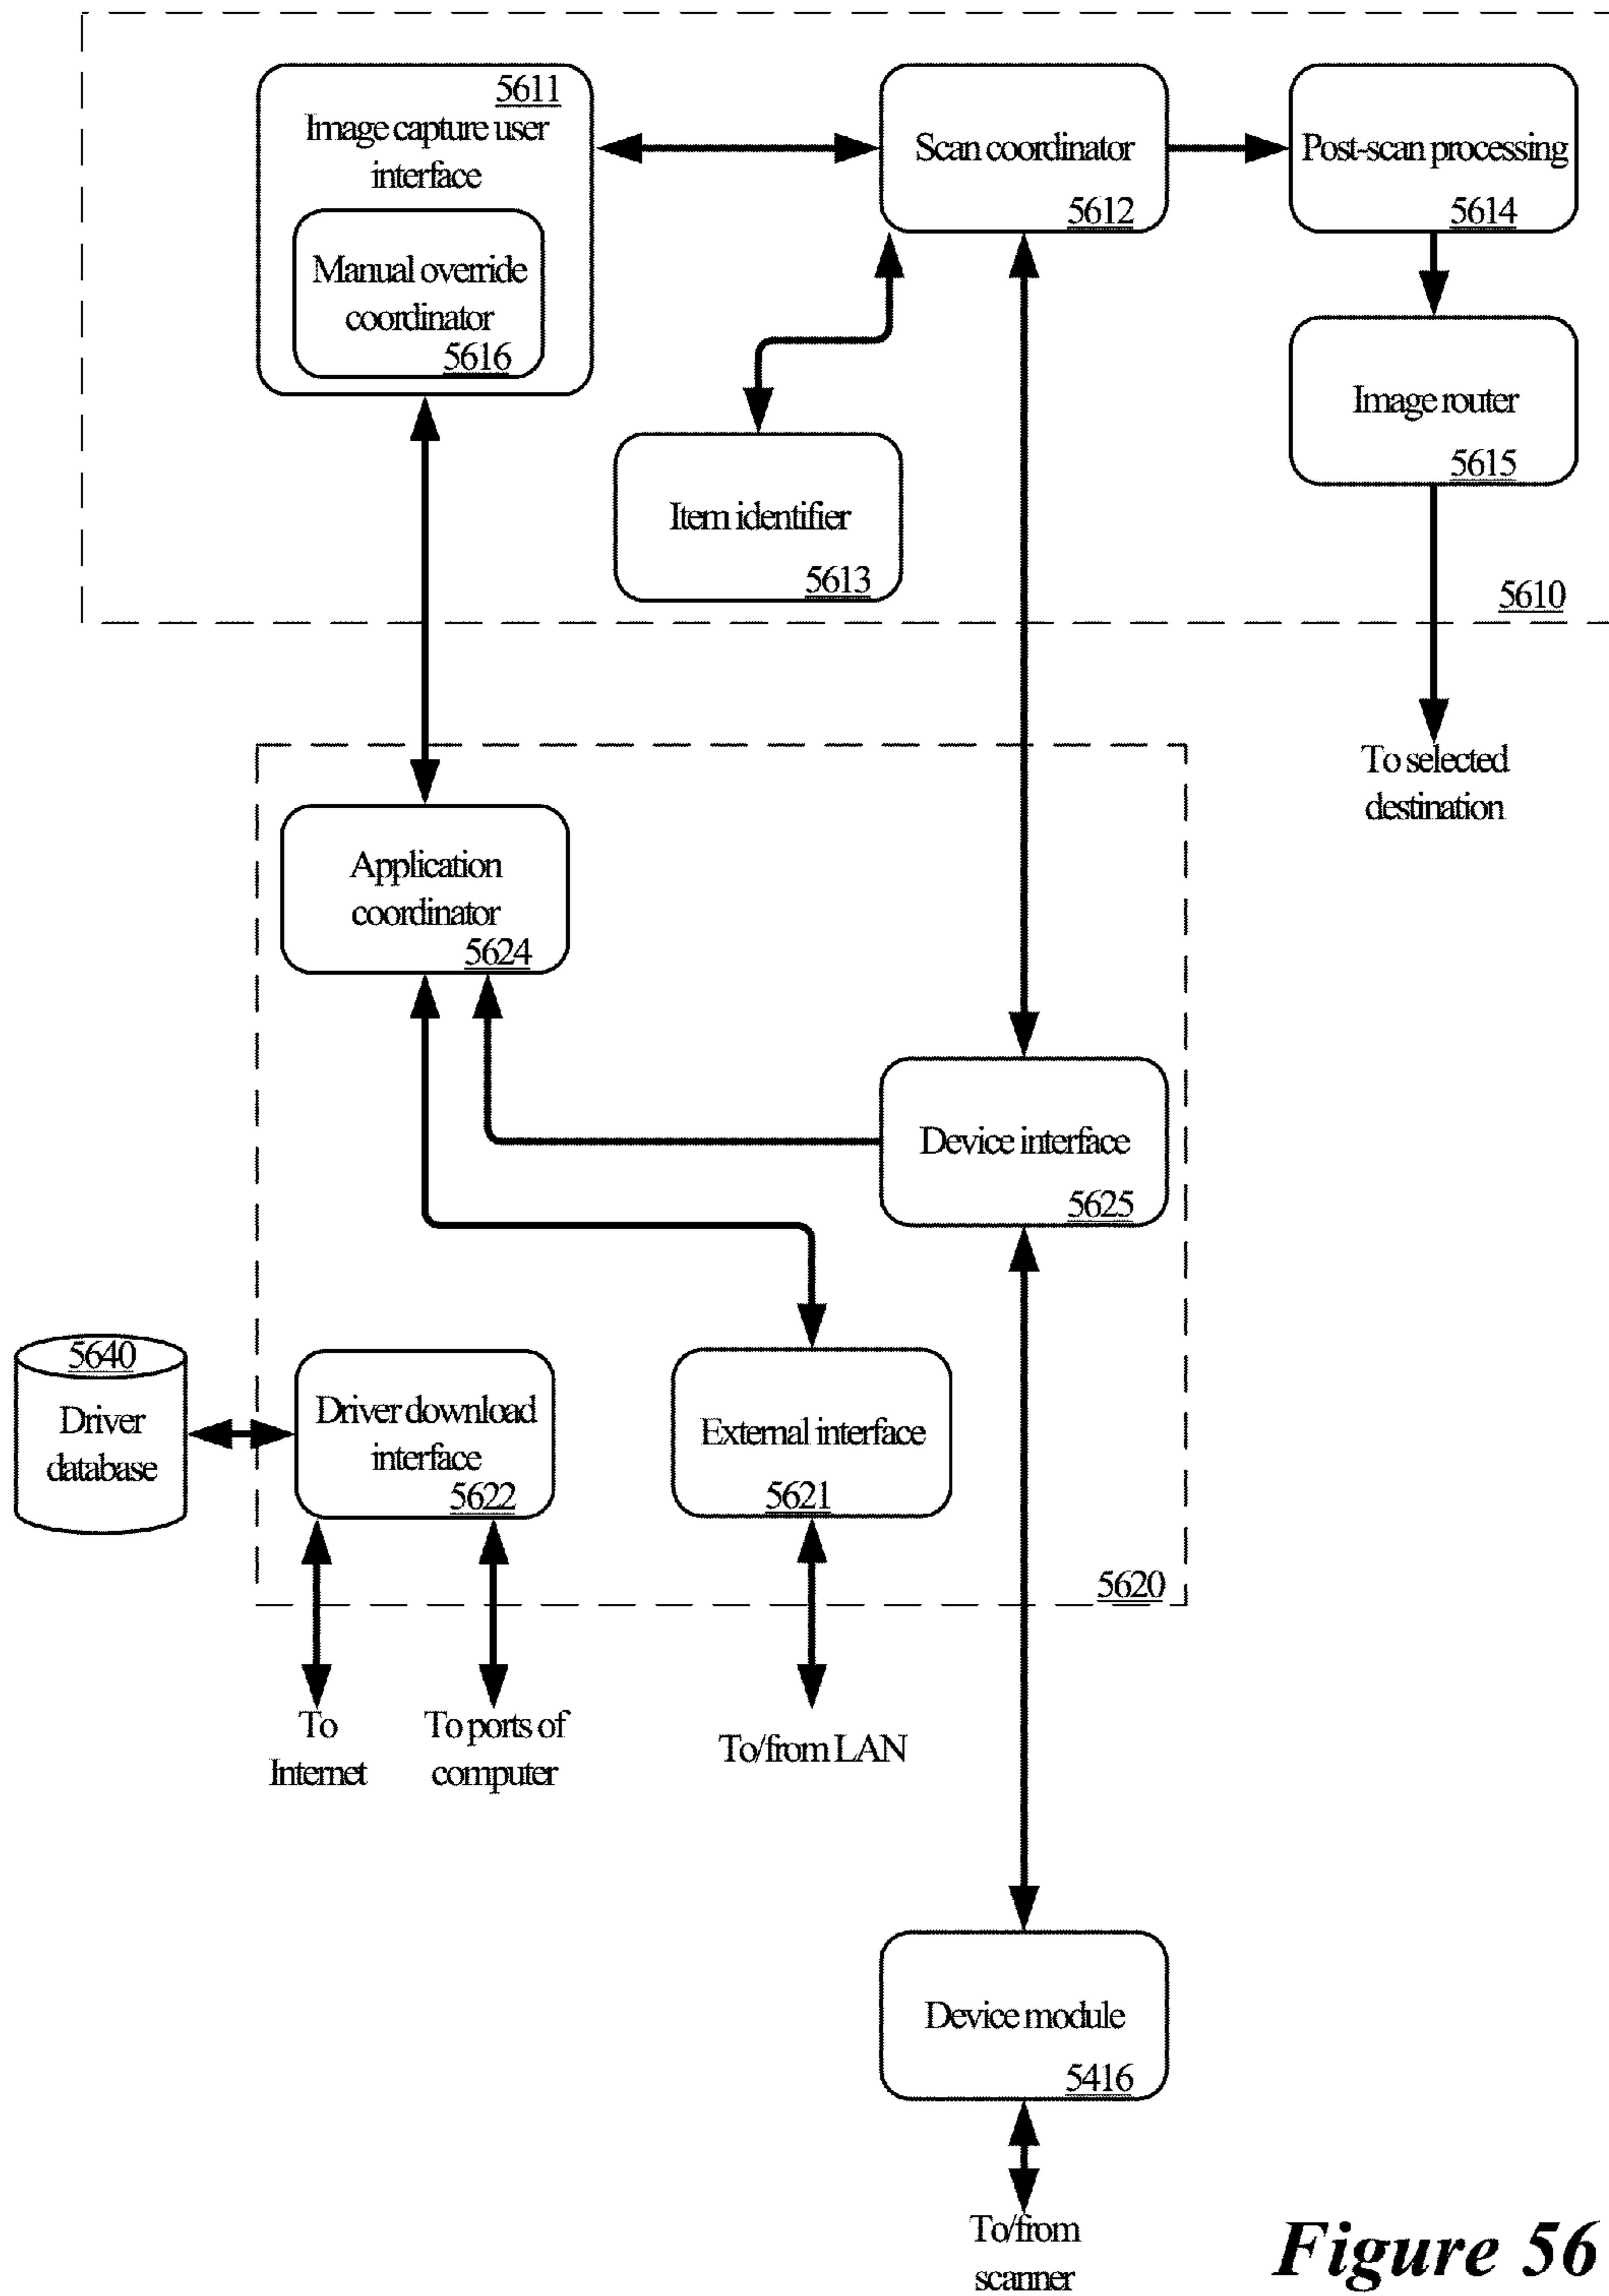 5611
Image capture user
interface
Manual override
coordinator
5616
Scan coordinator
5612
Post-scan processing
5614
Image router
5615
Item identifier
5613
5610
To selected
destination
Application
coordinator
5624
Device interface
5625
5640
Driver
database
Driver download
interface
5622
External interface
5621
5620
To
Internet
To ports of
computer
To/from LAN
Device module
5416
To/from
scanner
Figure 56